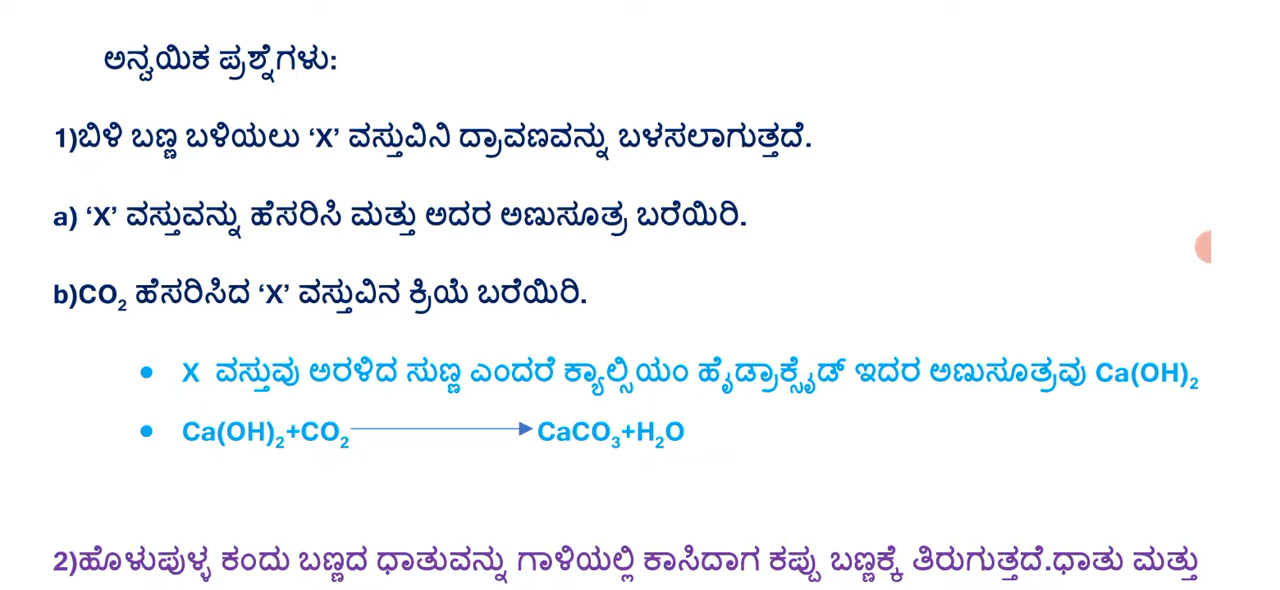 ಅನ್ವಯಿಕ ಪ್ರಶ್ನೆಗಳು:
1)ಬಿಳಿ ಬಣ್ಣ ಬಳಿಯಲು ‘X’ ವಸ್ತುವಿನಿ ದ್ರಾವಣವನ್ನು ಬಳಸಲಾಗುತ್ತದೆ.
a) ‘X’ ವಸ್ತುವನ್ನು ಹೆಸರಿಸಿ ಮತ್ತು ಅದರ ಅಣುಸೂತ್ರ ಬರೆಯಿರಿ.
b)CO₂ ಹೆಸರಿಸಿದ ‘X’ ವಸ್ತುವಿನ ಕ್ರಿಯೆ ಬರೆಯಿರಿ.
• X ವಸ್ತುವು ಅರಳಿದ ಸುಣ್ಣ ಎಂದರೆ ಕ್ಯಾಲ್ಸಿಯಂ ಹೈಡ್ರಾಕ್ಸೈಡ್ ಇದರ ಅಣುಸೂತ್ರವು Ca(OH)₂
• Ca(OH)₂+CO₂ → CaCO₃+H₂O
2)ಹೊಳುಪುಳ್ಳ ಕಂದು ಬಣ್ಣದ ಧಾತುವನ್ನು ಗಾಳಿಯಲ್ಲಿ ಕಾಸಿದಾಗ ಕಪ್ಪು ಬಣ್ಣಕ್ಕೆ ತಿರುಗುತ್ತದೆ.ಧಾತು ಮತ್ತು